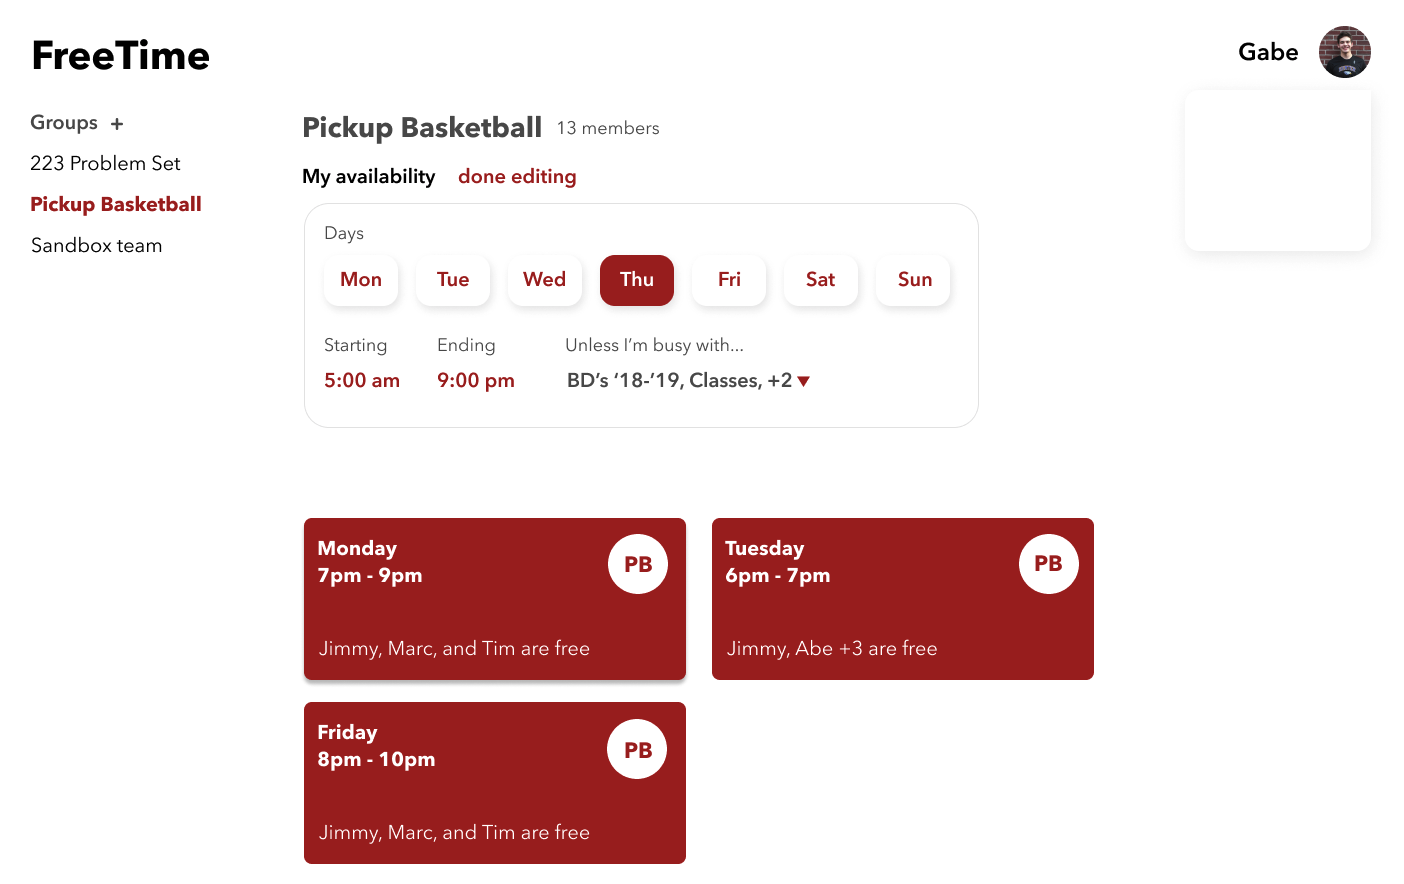 FreeTime
Gabe
Groups +
223 Problem Set
Pickup Basketball
Sandbox team
Pickup Basketball 13 members
My availability done editing
Days
Mon Tue Wed Thu Fri Sat Sun
Starting Ending Unless I’m busy with...
5:00 am 9:00 pm BD’s ‘18-’19, Classes, +2
Monday
7pm - 9pm
PB
Jimmy, Marc, and Tim are free
Tuesday
6pm - 7pm
PB
Jimmy, Abe +3 are free
Friday
8pm - 10pm
PB
Jimmy, Marc, and Tim are free